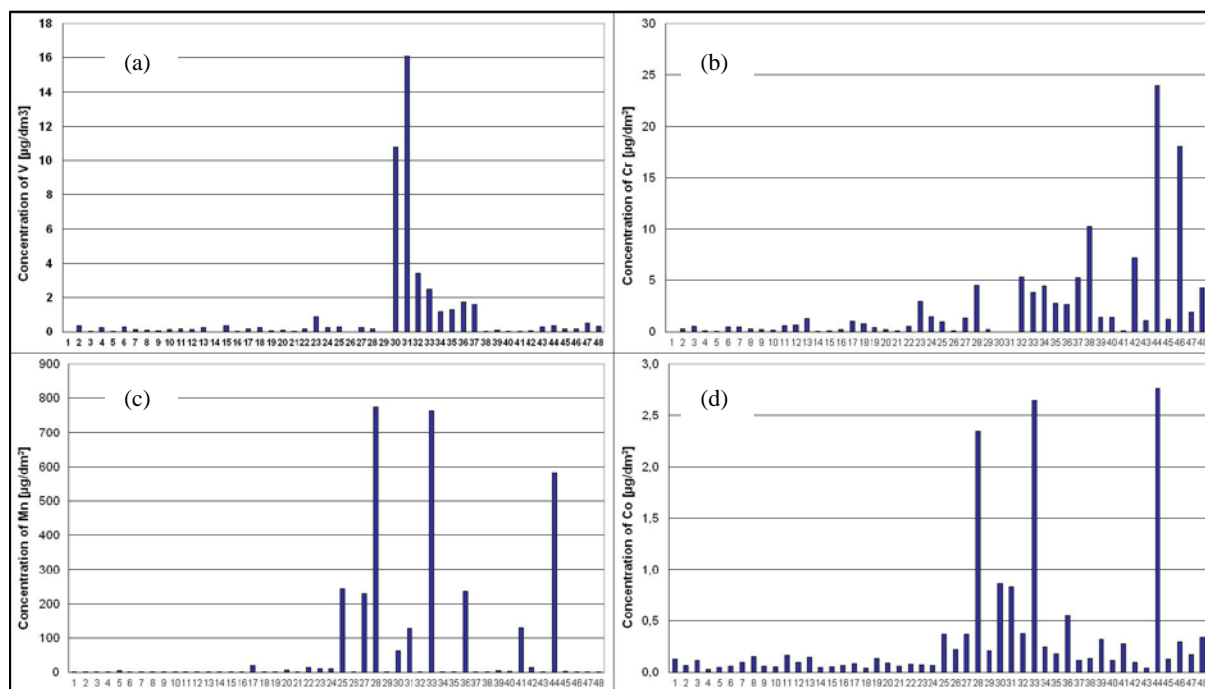 (a)
Concentration of V [µg/dm3)
18
16
14
12
10
8
6
4
2
0
1 2 3 4 5 6 7 8 9 10 11 12 13 14 15 16 17 18 19 20 21 22 23 24 25 26 27 28 29 30 31 32 33 34 35 36 37 38 39 40 41 42 43 44 45 46 47 48
(b)
Concentration of Cr [µg/dm³]
30
25
20
15
10
5
0
1 2 3 4 5 6 7 8 9 10 11 12 13 14 15 16 17 18 19 20 21 22 23 24 25 26 27 28 29 30 31 32 33 34 35 36 37 38 39 40 41 42 43 44 45 46 47 48
(c)
Concentration of Mn [µg/dm³]
900
800
700
600
500
400
300
200
100
0
1 2 3 4 5 6 7 8 9 10 11 12 13 14 15 16 17 18 19 20 21 22 23 24 25 26 27 28 29 30 31 32 33 34 35 36 37 38 39 40 41 42 43 44 45 46 47 48
(d)
Concentration of Co [µg/dm³]
3,0
2,5
2,0
1,5
1,0
0,5
0,0
1 2 3 4 5 6 7 8 9 10 11 12 13 14 15 16 17 18 19 20 21 22 23 24 25 26 27 28 29 30 31 32 33 34 35 36 37 38 39 40 41 42 43 44 45 46 47 48